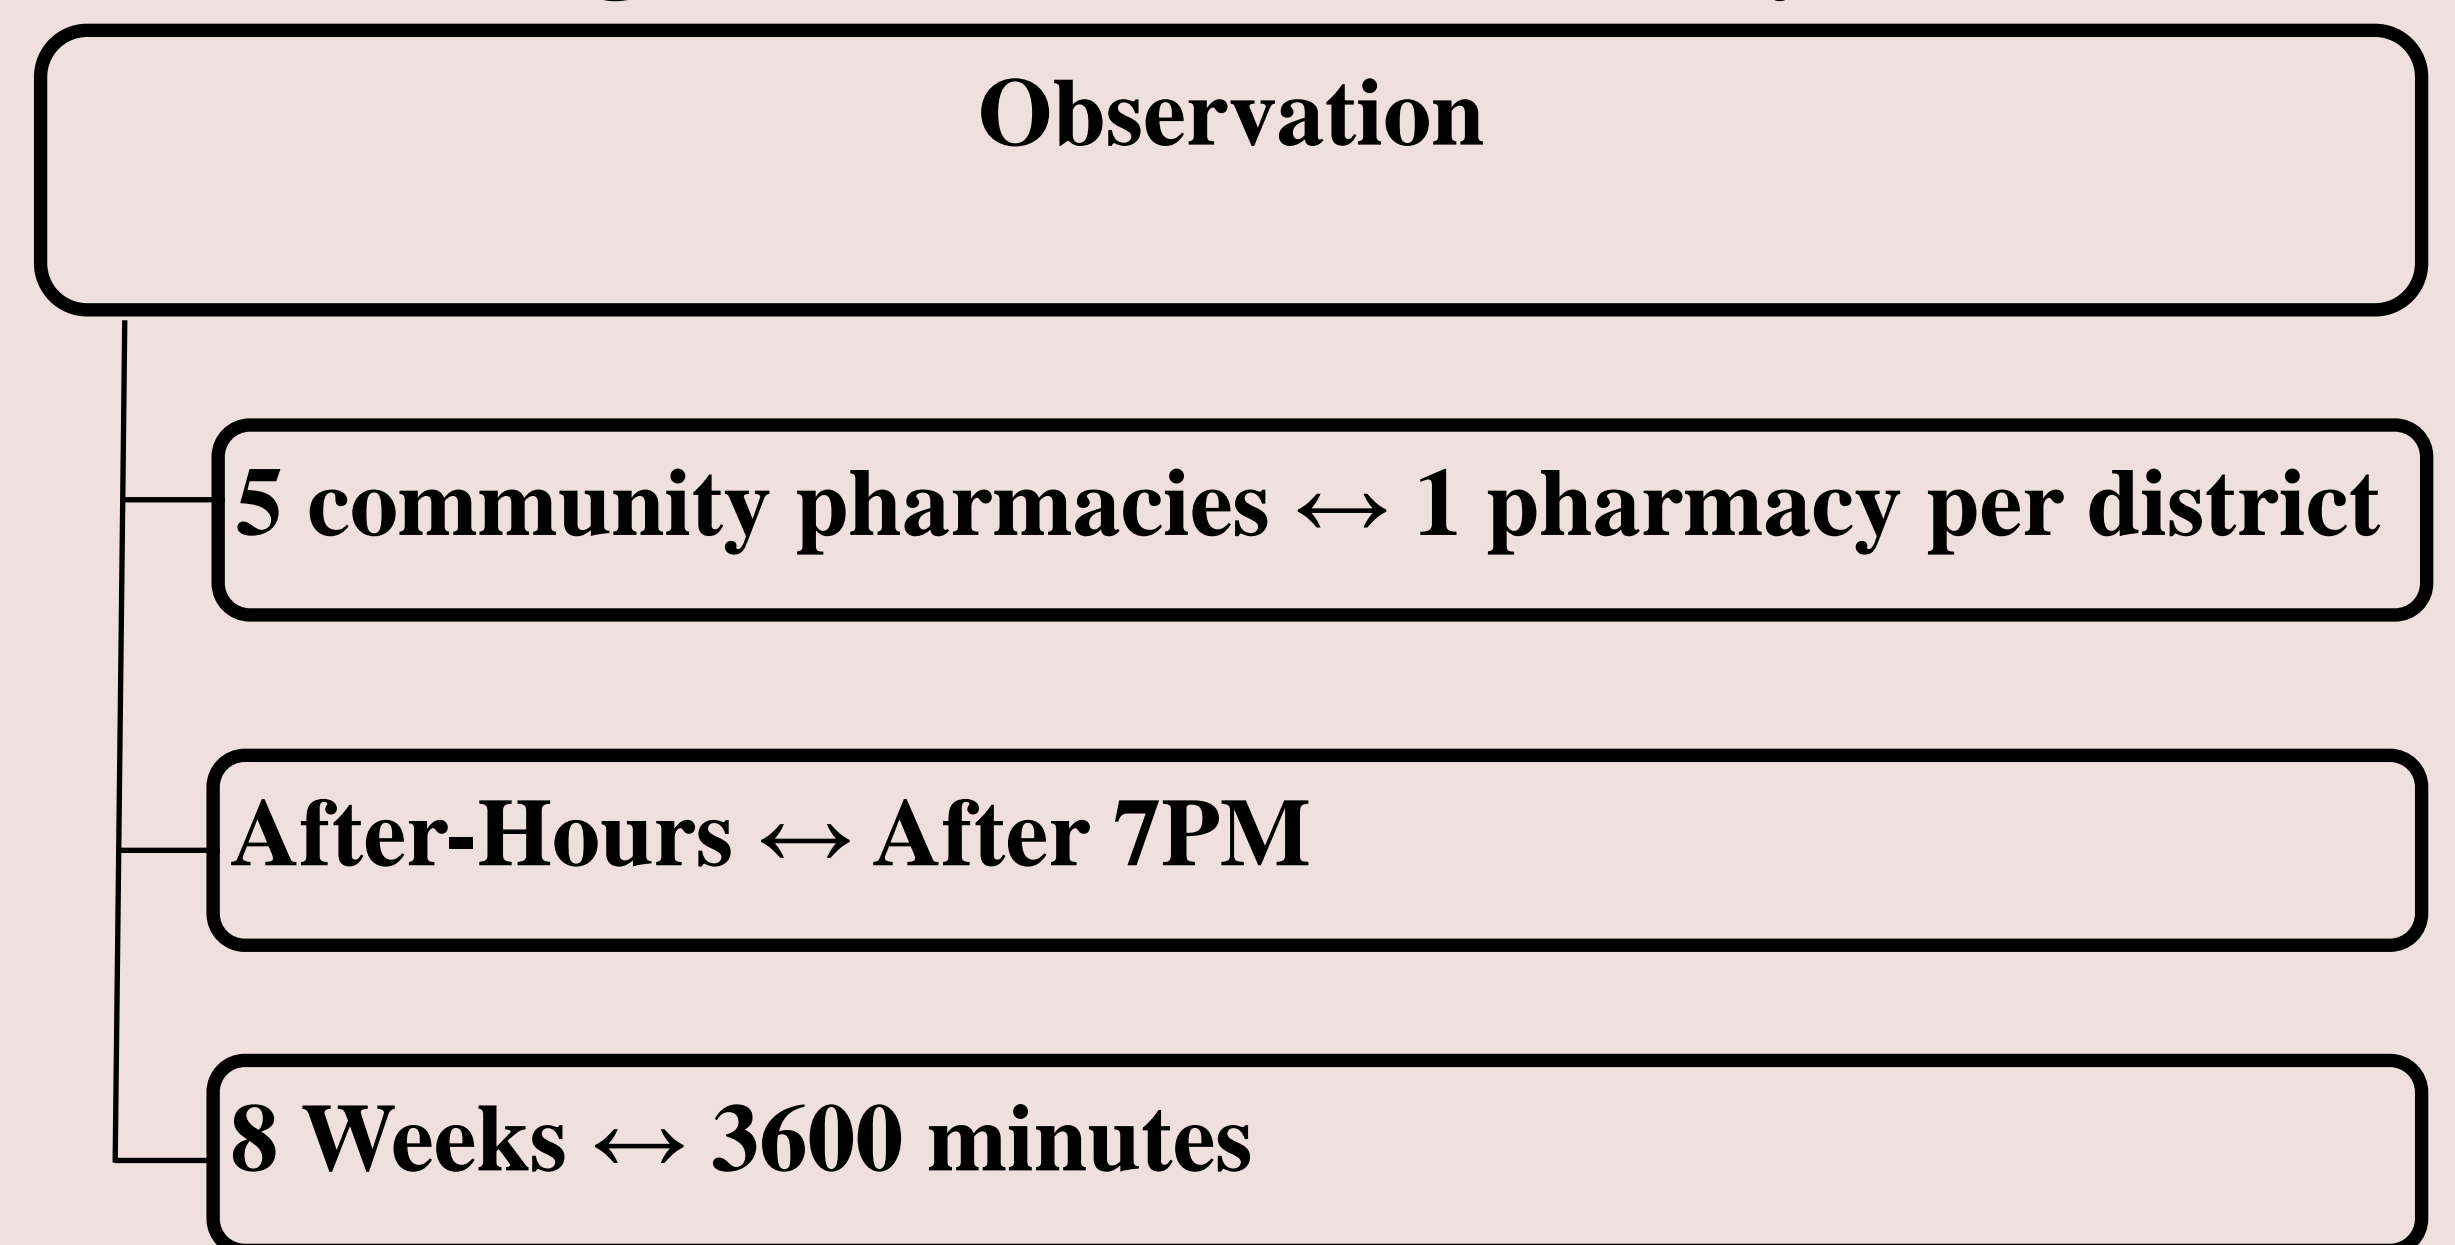 Observation
5 community pharmacies ↔ 1 pharmacy per district
After-Hours ↔ After 7PM
8 Weeks ↔ 3600 minutes